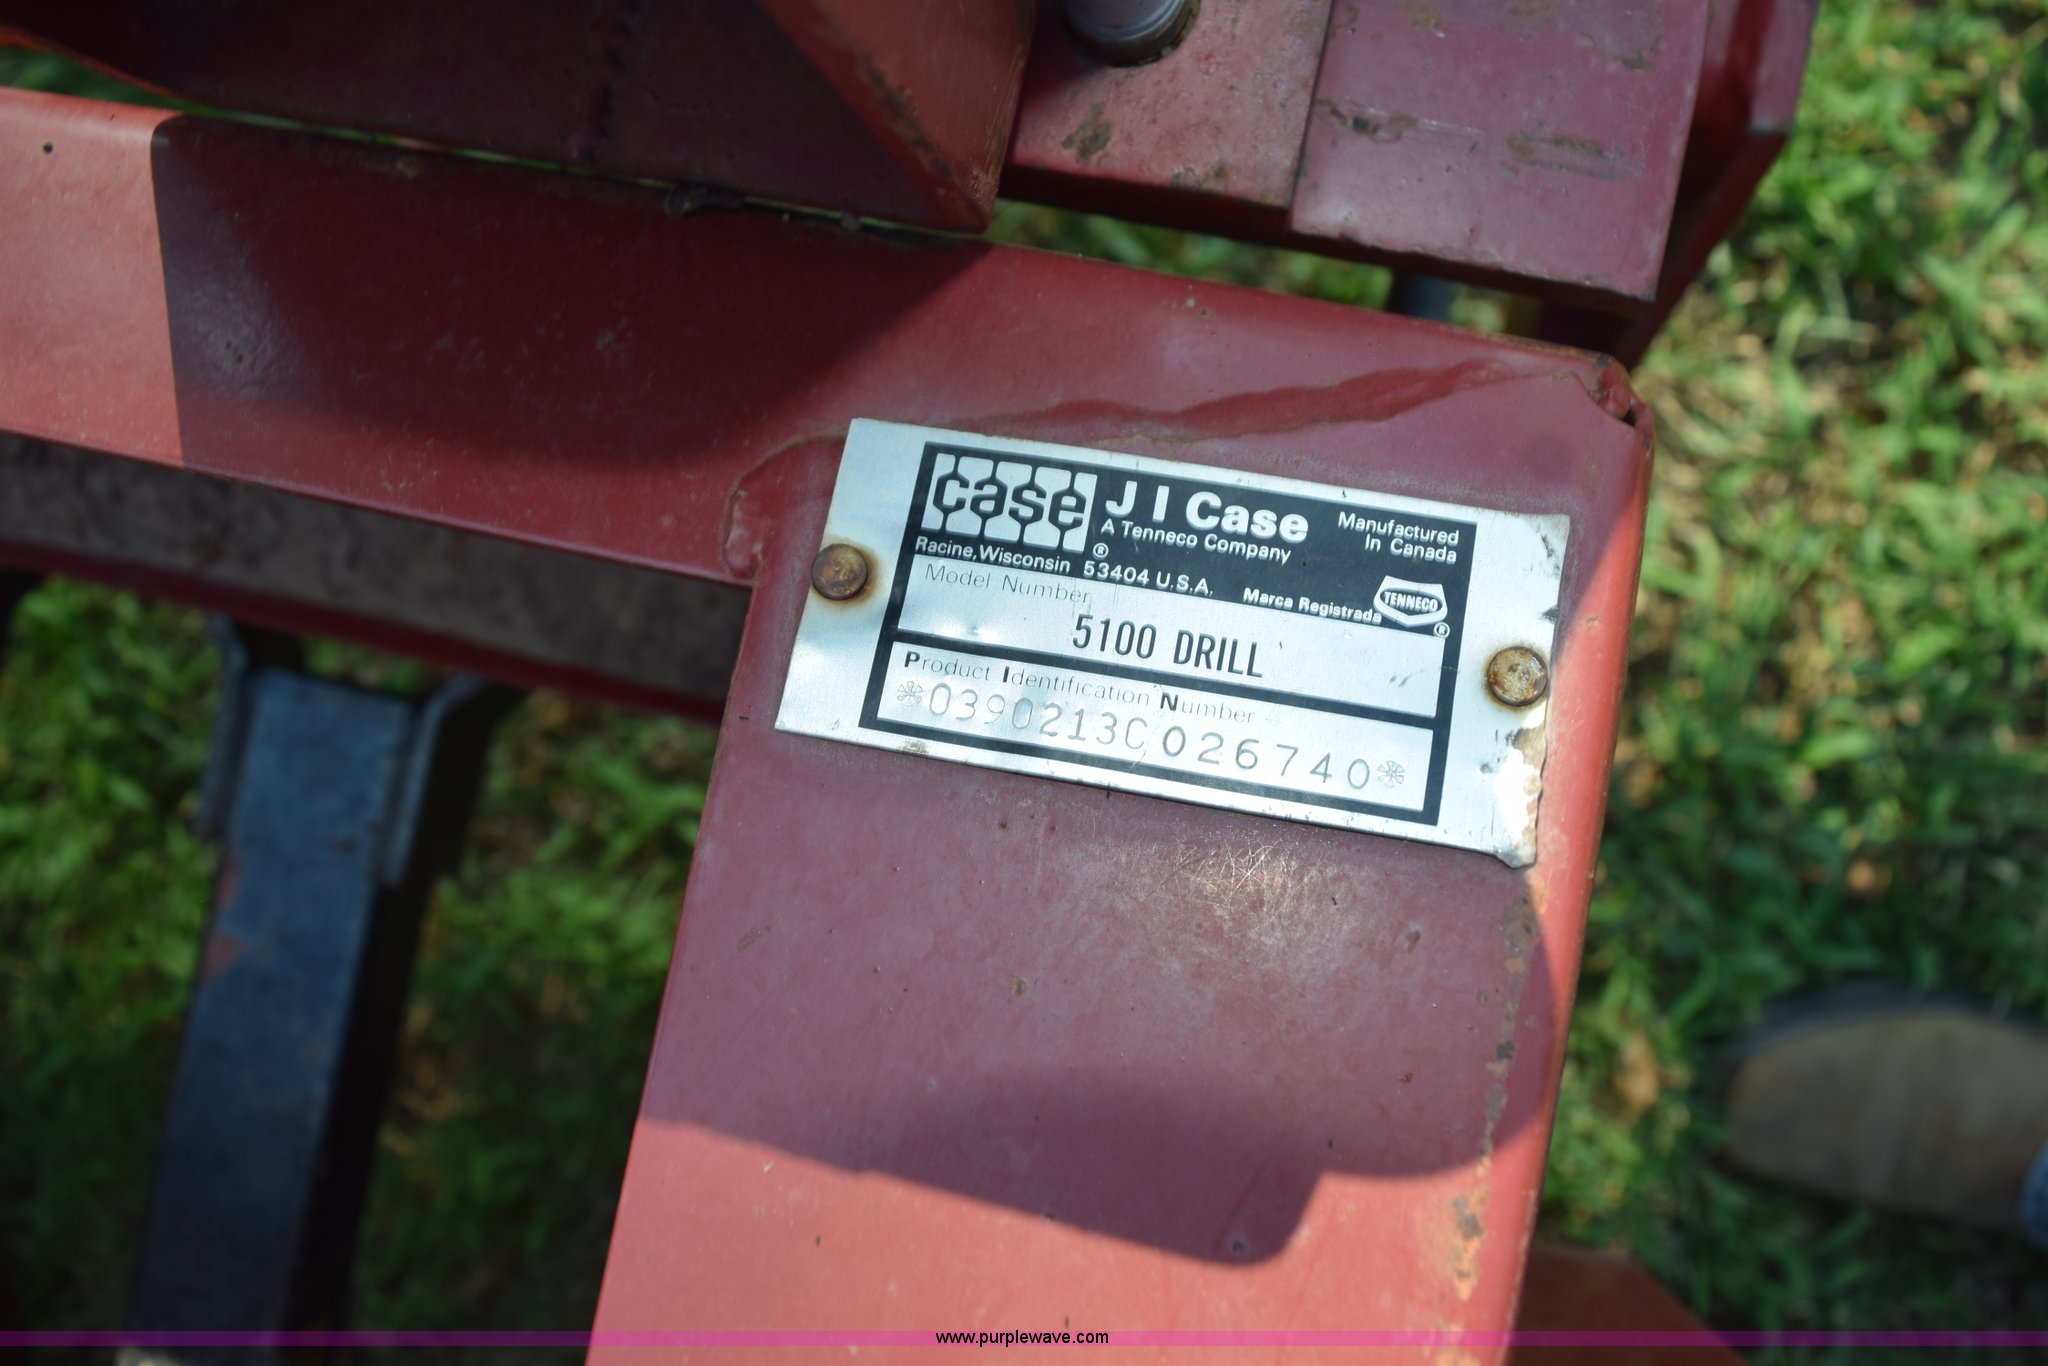 case
J I Case
Manufactured
In Canada
A Tenneco Company
Racine, Wisconsin 53404 U.S.A.
®
Marca Registrada
TENNECO
®
Model Number
5100 DRILL
Product Identification Number
*0390213C026740*
www.purplewave.com